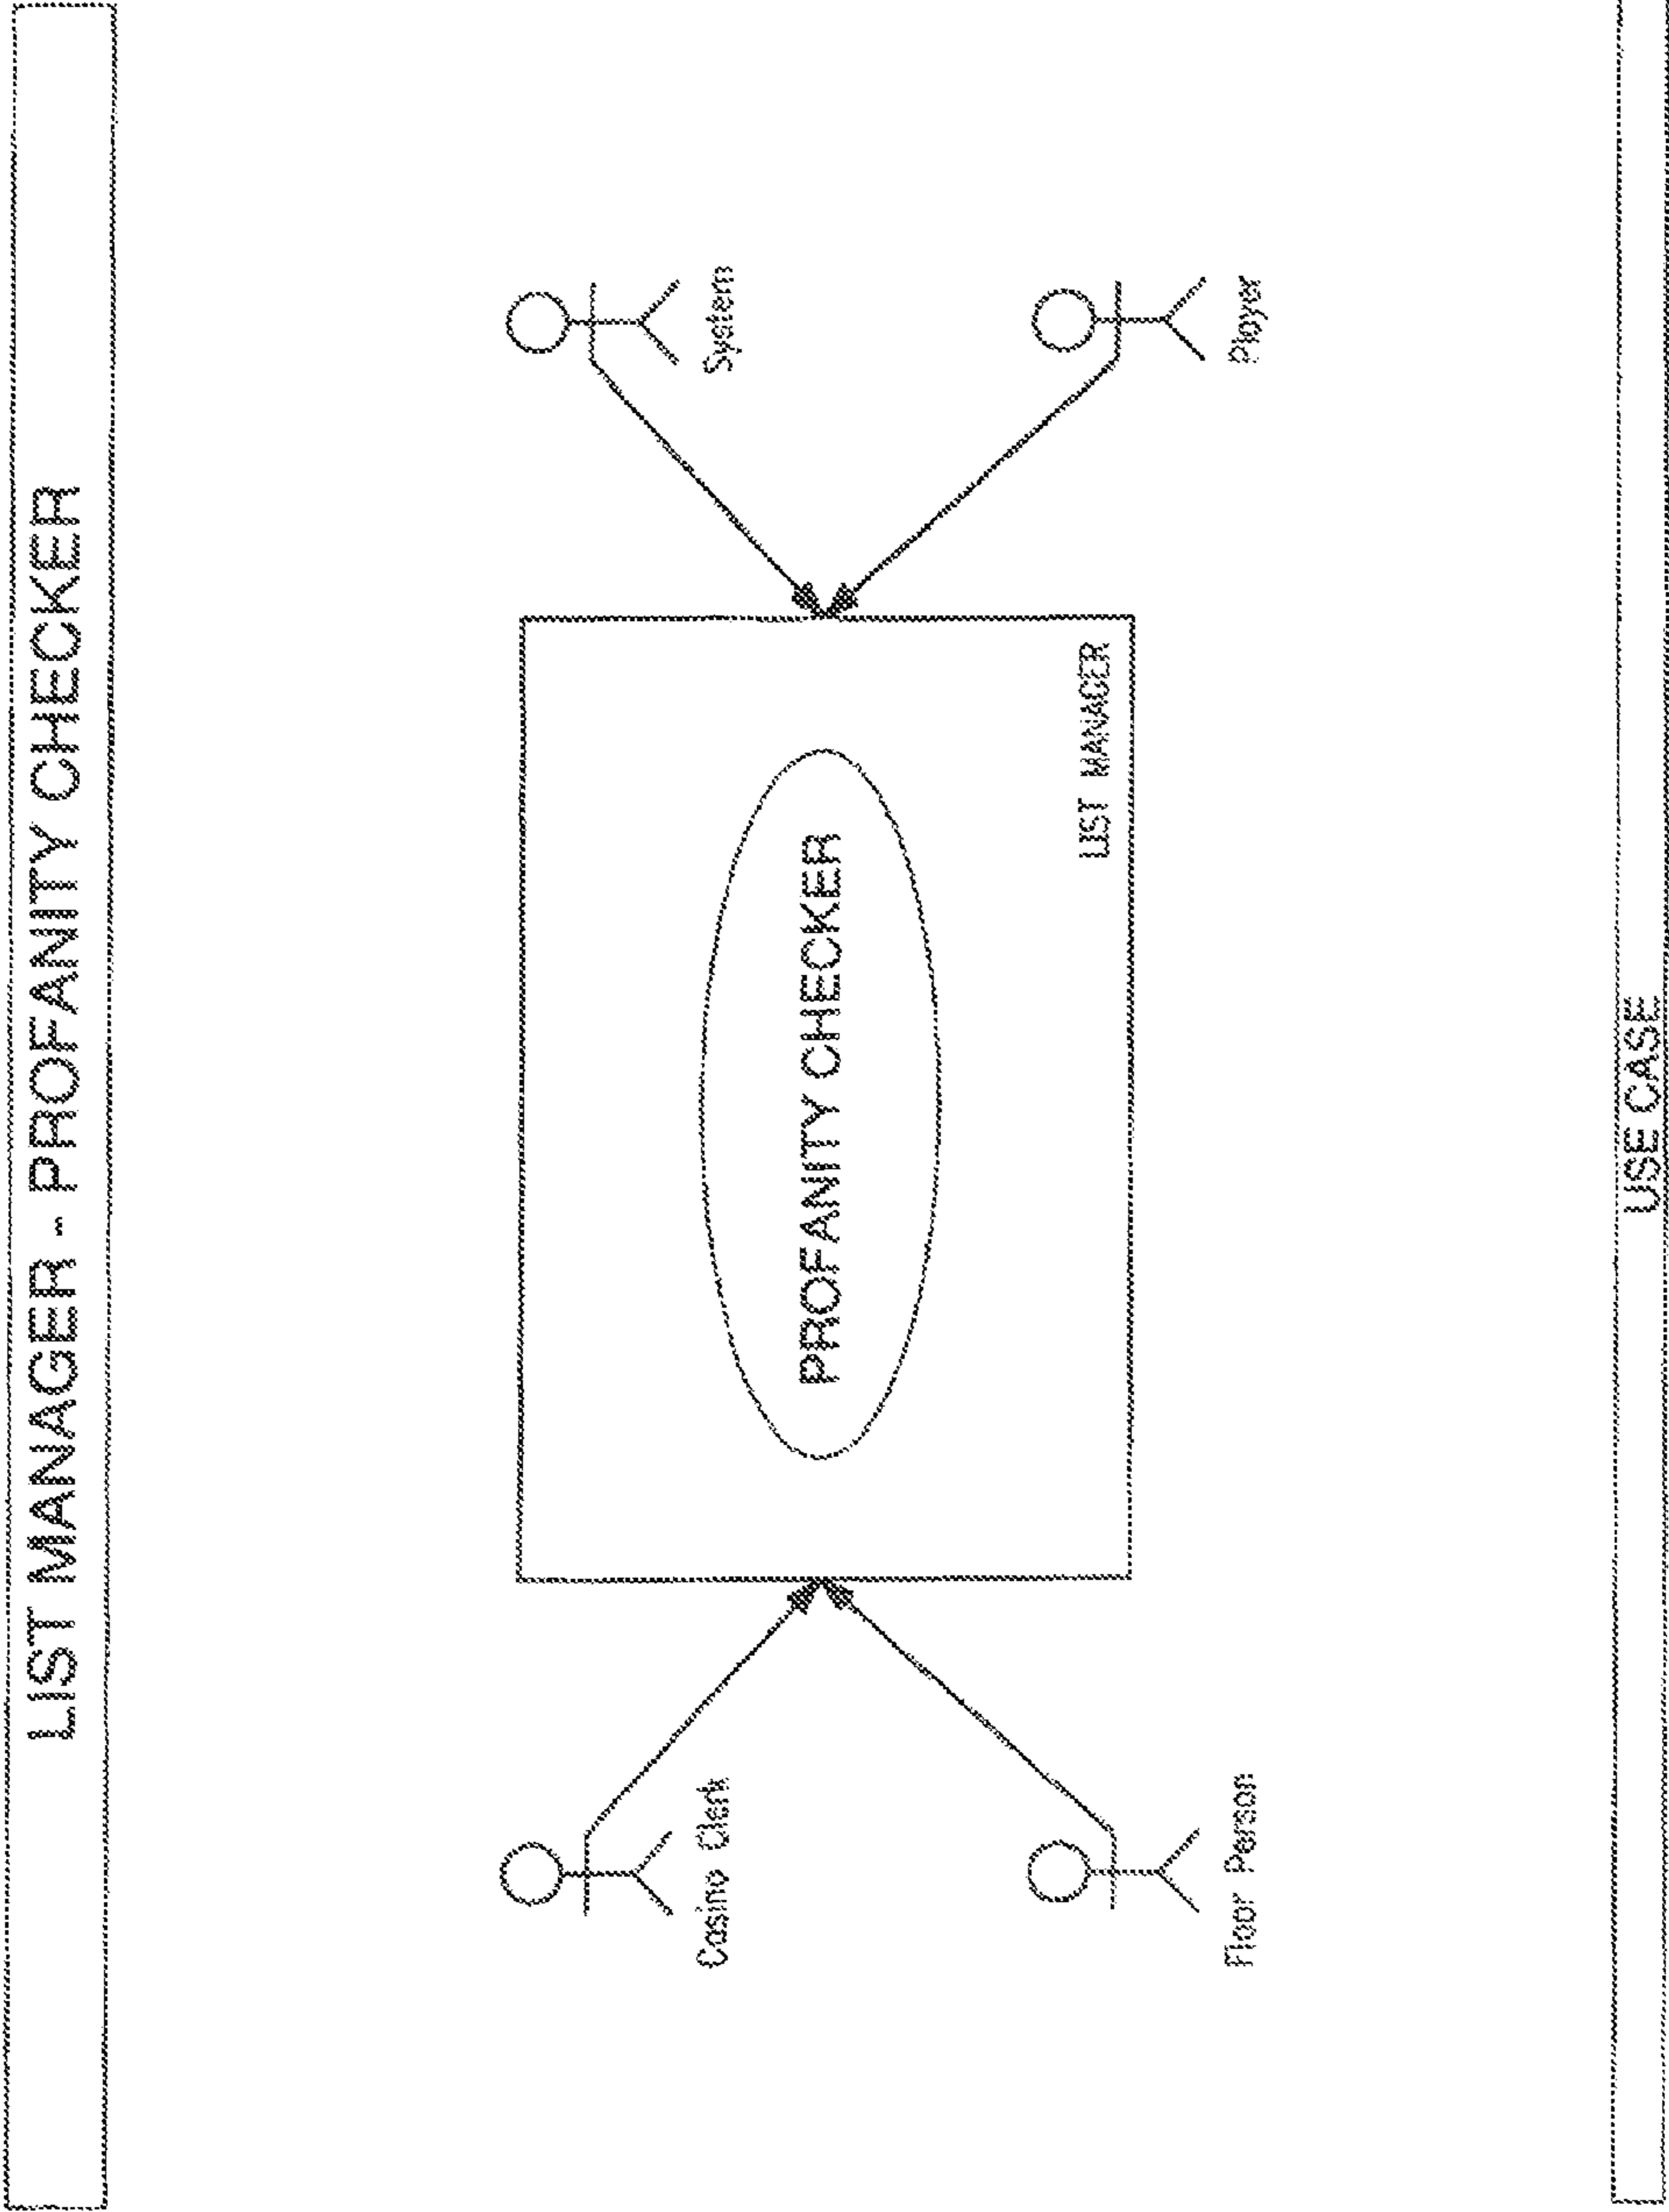 LIST MANAGER - PROFANITY CHECKER
Casino Clerk
System
PROFANITY CHECKER
LIST MANAGER
Floor Person
Player
USE CASE